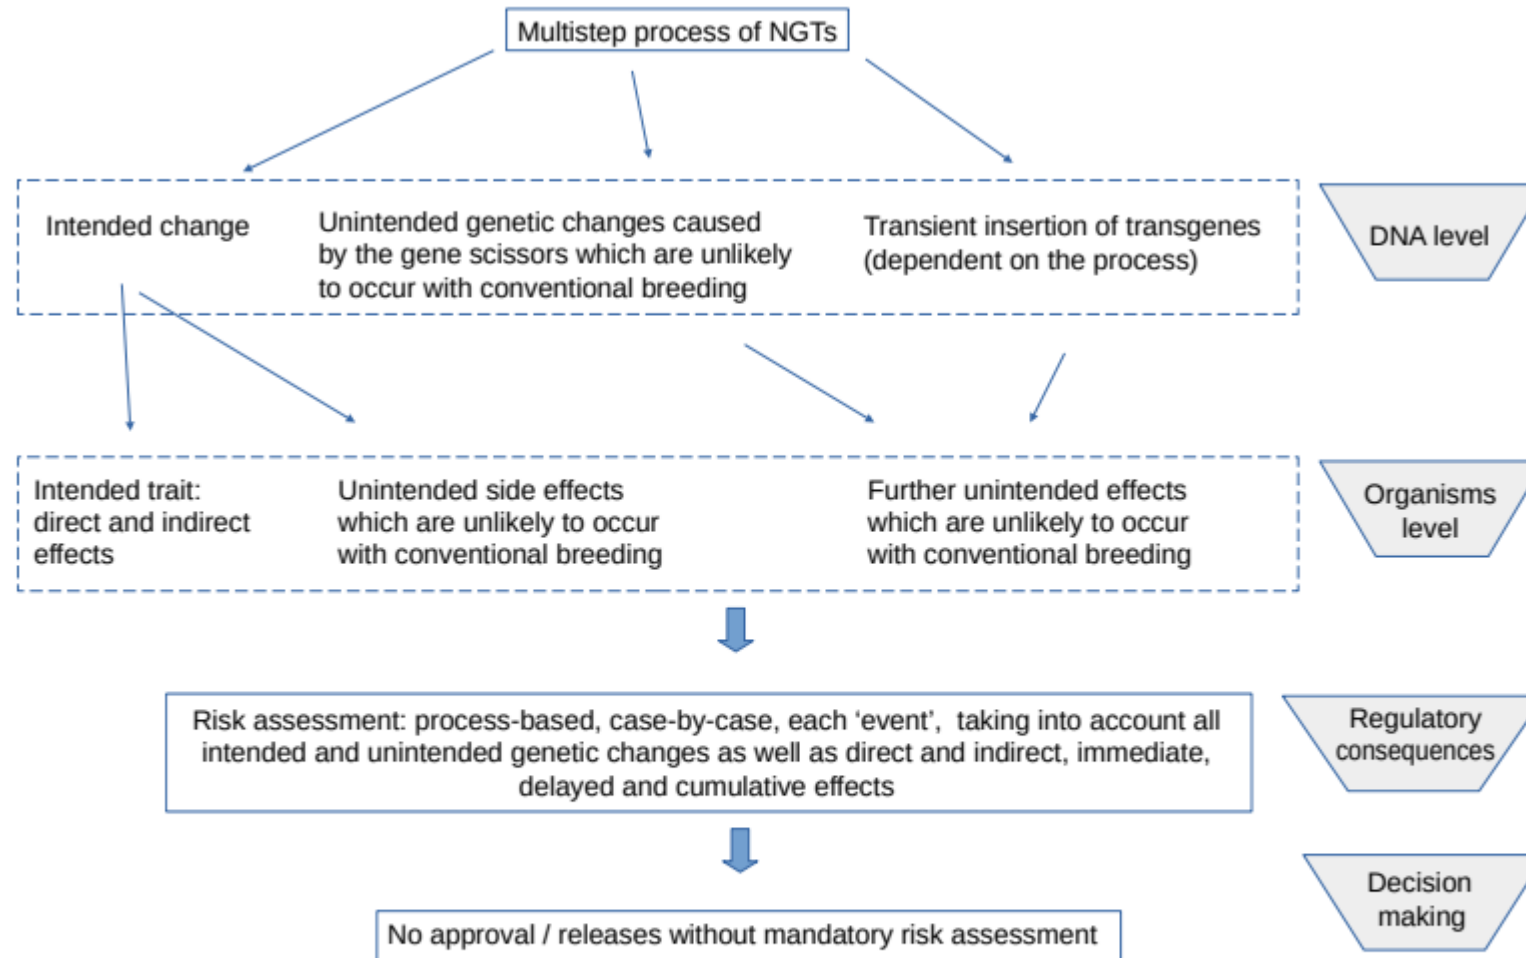 Multistep process of NGTs
Intended change
Unintended genetic changes caused
by the gene scissors which are unlikely
to occur with conventional breeding
Transient insertion of transgenes
(dependent on the process)
DNA level
Intended trait:
direct and indirect
effects
Unintended side effects
which are unlikely to occur
with conventional breeding
Further unintended effects
which are unlikely to occur
with conventional breeding
Organisms
level
Risk assessment: process-based, case-by-case, each ‘event’,  taking into account all
intended and unintended genetic changes as well as direct and indirect, immediate,
delayed and cumulative effects
Regulatory
consequences
No approval / releases without mandatory risk assessment
Decision
making